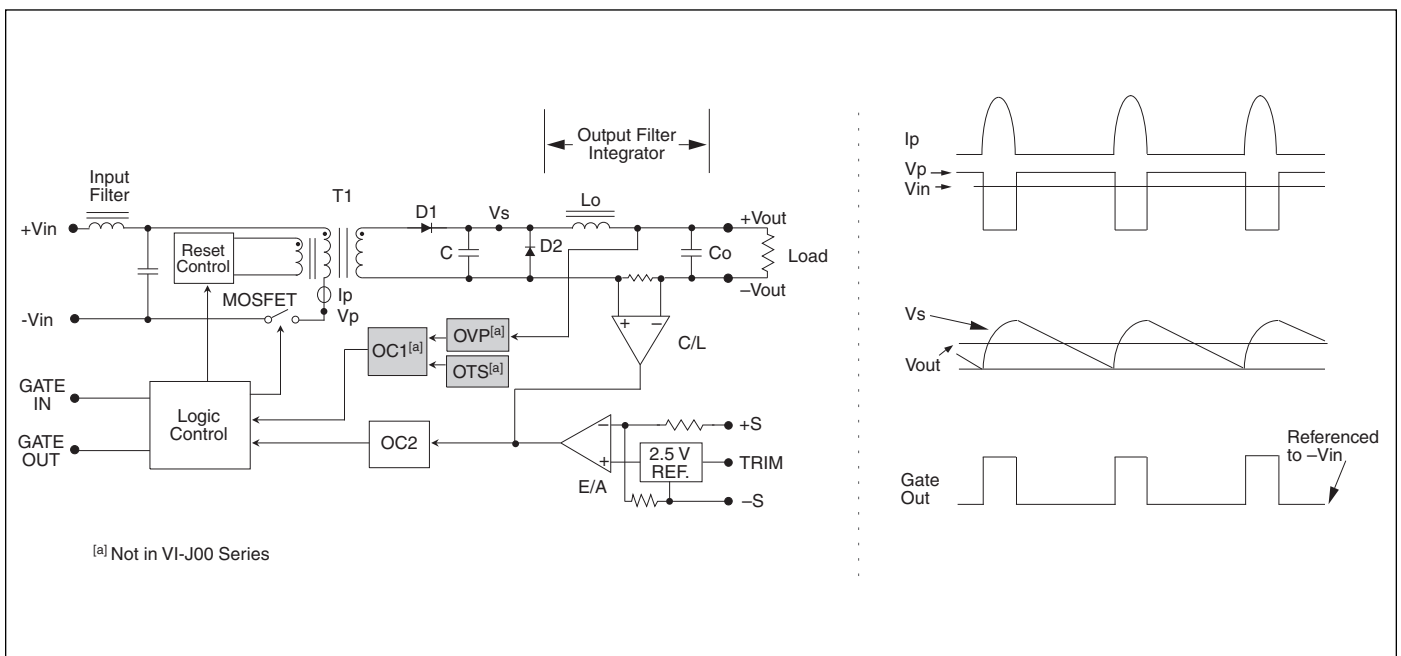 Output Filter
Integrator
Input
Filter
T1
D1
Vs
Lo
+Vin
+Vout
Reset
Control
C
D2
Co
Load
MOSFET
Ip
Vp
–Vout
-Vin
OC1[a]
OVP[a]
OTS[a]
+ –
C/L
GATE
IN
GATE
OUT
Logic
Control
OC2
–
+
E/A
2.5 V
REF.
+S
TRIM
–S
[a] Not in VI-J00 Series
Ip
Vp
Vin
Vs
Vout
Gate
Out
Referenced
to –Vin